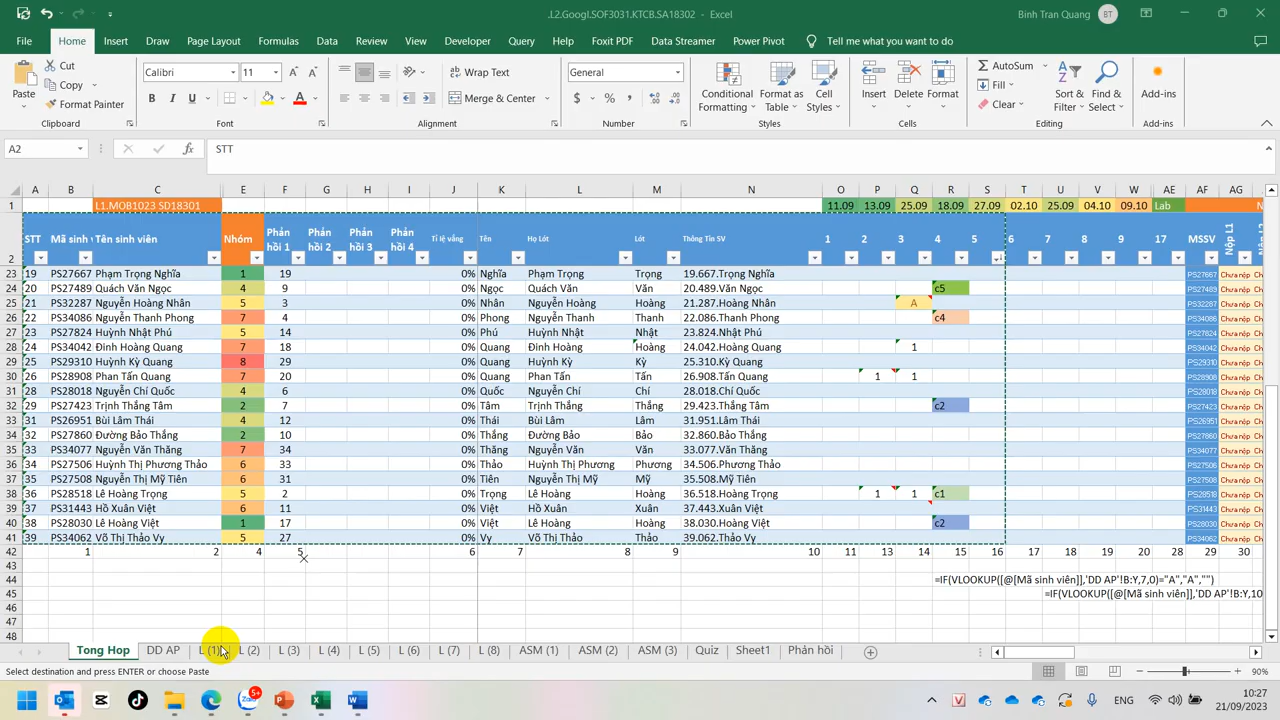 .L2.Googl.SOF3031.KTCB.SA18302 - Excel
Binh Tran Quang
BT
File Home Insert Draw Page Layout Formulas Data Review View Developer Query Help Foxit PDF Data Streamer Power Pivot Tell me what you want to do
Paste
Cut
Copy
Format Painter
Clipboard
Calibri 11
B I U
Font
Wrap Text
Merge & Center
Alignment
General
$ % ,
Number
Conditional Formatting
Format as Table
Cell Styles
Styles
Insert
Delete
Format
Cells
AutoSum
Fill
Clear
Sort & Filter
Find & Select
Editing
Add-ins
Add-ins
A2 fx STT
A B C E F G H I J K L M N O P Q R S T U V W AE AF AG AH
1 L1.MOB1023 SD18301 11.09 13.09 25.09 18.09 27.09 02.10 25.09 04.10 09.10 Lab
2 STT Mã sinh v Tên sinh viên Nhóm Phản hồi 1 Phản hồi 2 Phản hồi 3 Phản hồi 4 Tỉ lệ vắng Tên Họ Lót Lót Thông Tin SV 1 2 3 4 5 6 7 8 9 17 MSSV Nộp L1
23 19 PS27667 Phạm Trọng Nghĩa 1 19 0% Nghĩa Phạm Trọng Trọng 19.667.Trọng Nghĩa PS27667 Chưa nộp
24 20 PS27489 Quách Văn Ngọc 4 9 0% Ngọc Quách Văn Văn 20.489.Văn Ngọc c5 PS27489 Chưa nộp
25 21 PS32287 Nguyễn Hoàng Nhân 5 3 0% Nhân Nguyễn Hoàng Hoàng 21.287.Hoàng Nhân A PS32287 Chưa nộp
26 22 PS34086 Nguyễn Thanh Phong 7 4 0% Phong Nguyễn Thanh Thanh 22.086.Thanh Phong c4 PS34086 Chưa nộp
27 23 PS27824 Huỳnh Nhật Phú 5 14 0% Phú Huỳnh Nhật Nhật 23.824.Nhật Phú PS27824 Chưa nộp
28 24 PS34042 Đinh Hoàng Quang 7 18 0% Quang Đinh Hoàng Hoàng 24.042.Hoàng Quang 1 PS34042 Chưa nộp
29 25 PS29310 Huỳnh Kỳ Quang 8 29 0% Quang Huỳnh Kỳ Kỳ 25.310.Kỳ Quang PS29310 Chưa nộp
30 26 PS28908 Phan Tấn Quang 7 20 0% Quang Phan Tấn Tấn 26.908.Tấn Quang 1 1 PS28908 Chưa nộp
31 28 PS28018 Nguyễn Chí Quốc 4 6 0% Quốc Nguyễn Chí Chí 28.018.Chí Quốc PS28018 Chưa nộp
32 29 PS27423 Trịnh Thắng Tâm 2 7 0% Tâm Trịnh Thắng Thắng 29.423.Thắng Tâm c2 PS27423 Chưa nộp
33 31 PS26951 Bùi Lâm Thái 4 12 0% Thái Bùi Lâm Lâm 31.951.Lâm Thái PS26951 Chưa nộp
34 32 PS27860 Đường Bảo Thắng 2 10 0% Thắng Đường Bảo Bảo 32.860.Bảo Thắng PS27860 Chưa nộp
35 33 PS34077 Nguyễn Văn Thăng 7 34 0% Thăng Nguyễn Văn Văn 33.077.Văn Thăng PS34077 Chưa nộp
36 34 PS27506 Huỳnh Thị Phương Thảo 6 33 0% Thảo Huỳnh Thị Phương Phương 34.506.Phương Thảo PS27506 Chưa nộp
37 35 PS27508 Nguyễn Thị Mỹ Tiên 6 31 0% Tiên Nguyễn Thị Mỹ Mỹ 35.508.Mỹ Tiên PS27508 Chưa nộp
38 36 PS28518 Lê Hoàng Trọng 5 2 0% Trọng Lê Hoàng Hoàng 36.518.Hoàng Trọng 1 1 c1 PS28518 Chưa nộp
39 37 PS31443 Hồ Xuân Việt 6 11 0% Việt Hồ Xuân Xuân 37.443.Xuân Việt PS31443 Chưa nộp
40 38 PS28030 Lê Hoàng Việt 1 17 0% Việt Lê Hoàng Hoàng 38.030.Hoàng Việt c2 PS28030 Chưa nộp
41 39 PS34062 Võ Thị Thảo Vy 5 27 0% Vy Võ Thị Thảo Thảo 39.062.Thảo Vy PS34062 Chưa nộp
42 1 2 4 5 6 7 8 9 10 11 13 14 15 16 17 18 19 20 28 29 30
43
44 =IF(VLOOKUP([@[Mã sinh viên]],'DD AP'!B:Y,7,0)="A","A","")
45 =IF(VLOOKUP([@[Mã sinh viên]],'DD AP'!B:Y,10
46
47
48
Tong Hop DD AP L (1) L (2) L (3) L (4) L (5) L (6) L (7) L (8) ASM (1) ASM (2) ASM (3) Quiz Sheet1 Phản hồi
Select destination and press ENTER or choose Paste
90%
5+
ENG
10:27
21/09/2023